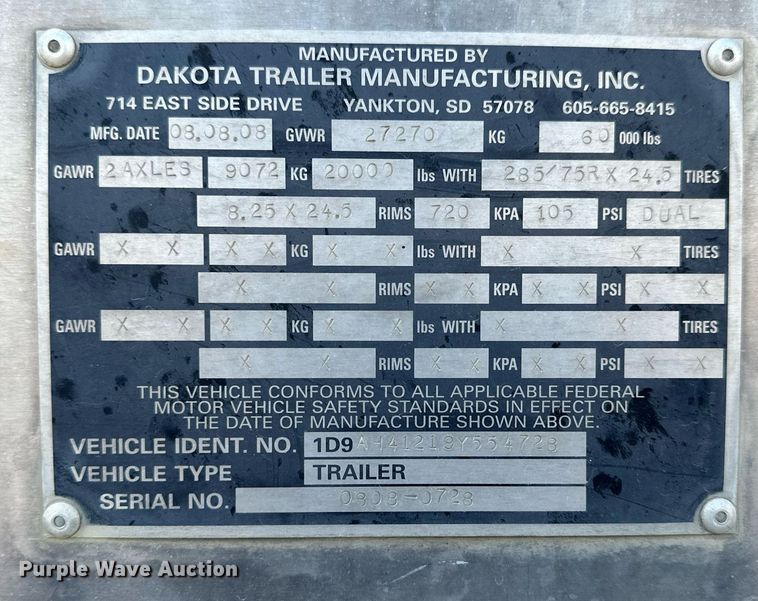 MANUFACTURED BY
DAKOTA TRAILER MANUFACTURING, INC.
714 EAST SIDE DRIVE YANKTON, SD 57078 605-665-8415
MFG. DATE 08.08.08 GVWR 27270 KG 60 000 lbs
GAWR 2AXLES 9072 KG 20000 lbs WITH 285/75R X 24.5 TIRES
8.25 X 24.5 RIMS 720 KPA 105 PSI DUAL
GAWR X X X X KG X X lbs WITH X X TIRES
X X RIMS X X KPA X X PSI X X
GAWR X X X X KG X X lbs WITH X X TIRES
X X RIMS X X KPA X X PSI X X
THIS VEHICLE CONFORMS TO ALL APPLICABLE FEDERAL
MOTOR VEHICLE SAFETY STANDARDS IN EFFECT ON
THE DATE OF MANUFACTURE SHOWN ABOVE.
VEHICLE IDENT. NO. 1D9AH41219Y554728
VEHICLE TYPE TRAILER
SERIAL NO. 0808-0728
Purple Wave Auction